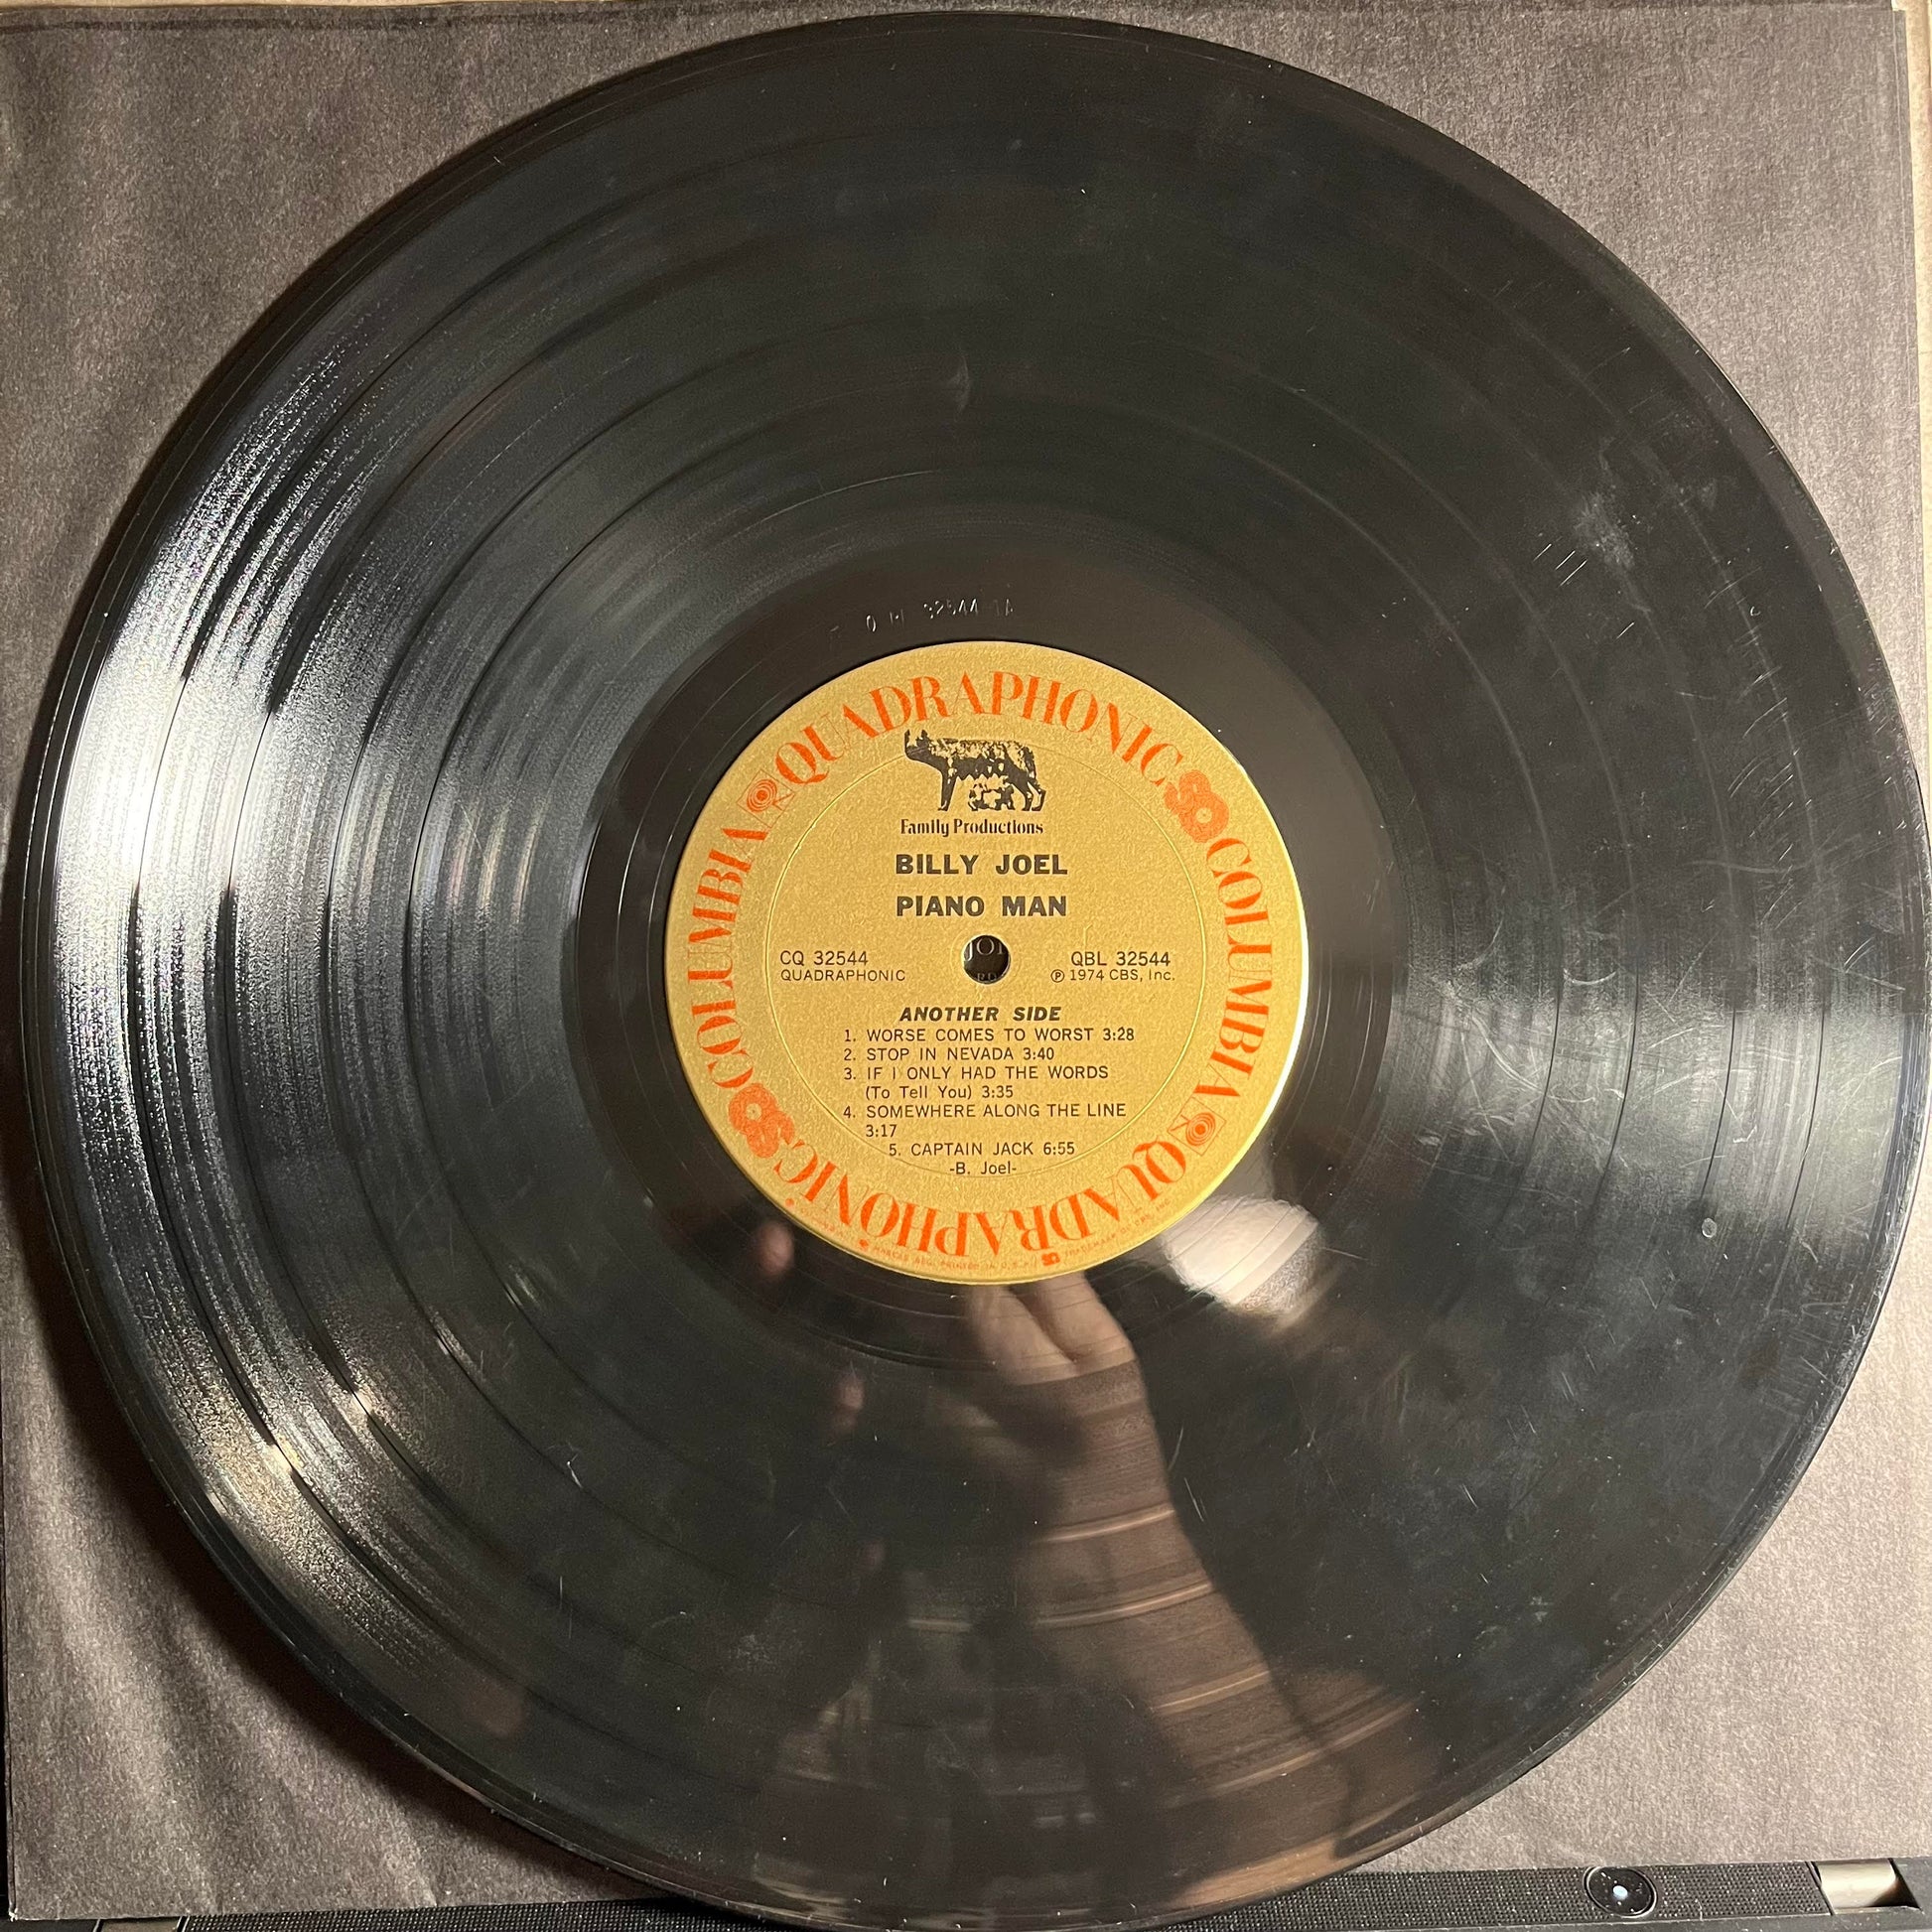 32544 1A
QUADRAPHONIC
COLUMBIA
QUADRAPHONIC
COLUMBIA
Family Productions
BILLY JOEL
PIANO MAN
CQ 32544 QBL 32544
QUADRAPHONIC ℗ 1974 CBS, Inc.
ANOTHER SIDE
1. WORSE COMES TO WORST 3:28
2. STOP IN NEVADA 3:40
3. IF I ONLY HAD THE WORDS
(To Tell You) 3:35
4. SOMEWHERE ALONG THE LINE
3:17
5. CAPTAIN JACK 6:55
-B. Joel-